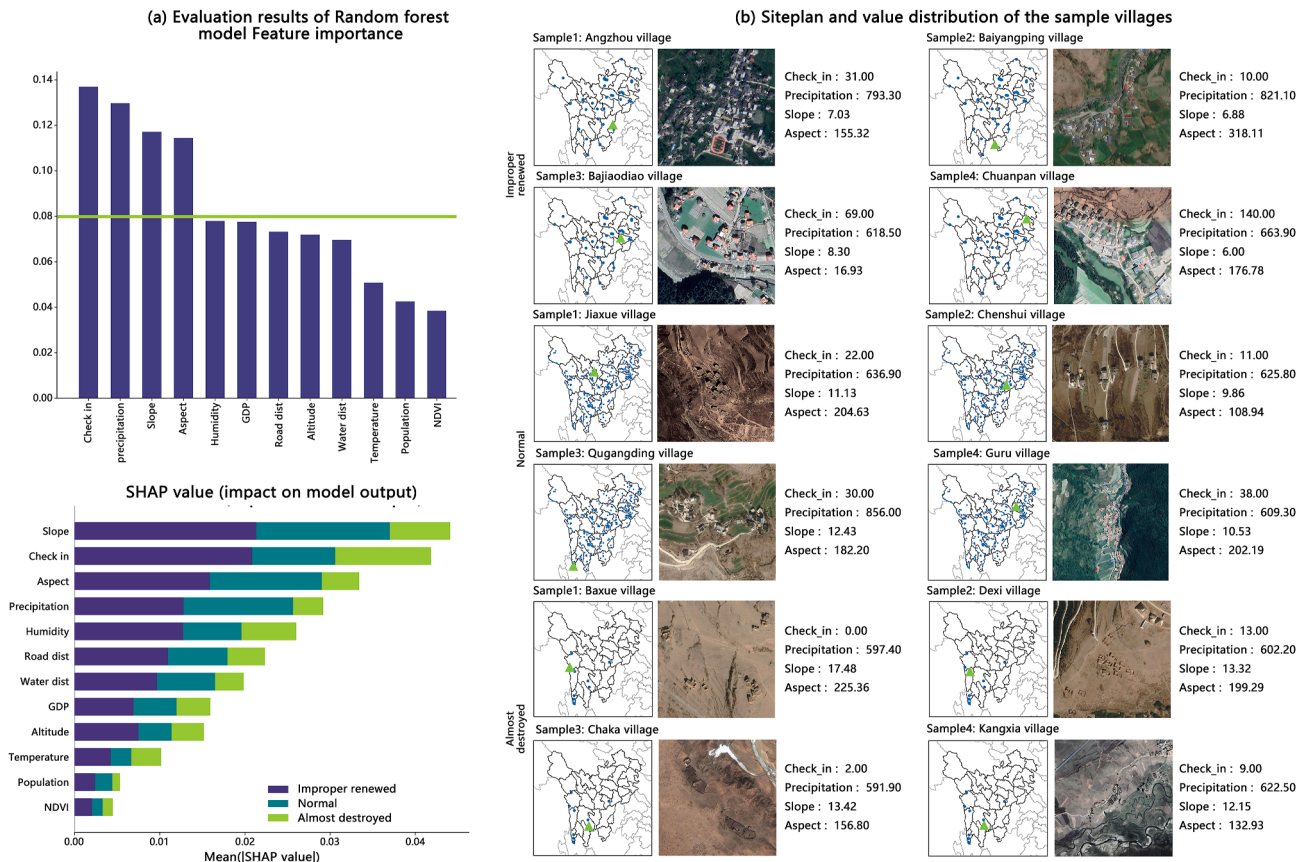 (a) Evaluation results of Random forest
model Feature importance
0.14
0.12
0.10
0.08
0.06
0.04
0.02
0.00
Check in
precipitation
Slope
Aspect
Humidity
GDP
Road dist
Altitude
Water dist
Temperature
Population
NDVI
SHAP value (impact on model output)
Slope
Check in
Aspect
Precipitation
Humidity
Road dist
Water dist
GDP
Altitude
Temperature
Population
NDVI
Improper renewed
Normal
Almost destroyed
0.00
0.01
0.02
0.03
0.04
Mean(|SHAP value|)
(b) Siteplan and value distribution of the sample villages
Improper
renewed
Sample1: Angzhou village
Check_in : 31.00
Precipitation : 793.30
Slope : 7.03
Aspect : 155.32
Sample2: Baiyangping village
Check_in : 10.00
Precipitation : 821.10
Slope : 6.88
Aspect : 318.11
Sample3: Bajiaodiao village
Check_in : 69.00
Precipitation : 618.50
Slope : 8.30
Aspect : 16.93
Sample4: Chuanpan village
Check_in : 140.00
Precipitation : 663.90
Slope : 6.00
Aspect : 176.78
Normal
Sample1: Jiaxue village
Check_in : 22.00
Precipitation : 636.90
Slope : 11.13
Aspect : 204.63
Sample2: Chenshui village
Check_in : 11.00
Precipitation : 625.80
Slope : 9.86
Aspect : 108.94
Sample3: Qugangding village
Check_in : 30.00
Precipitation : 856.00
Slope : 12.43
Aspect : 182.20
Sample4: Guru village
Check_in : 38.00
Precipitation : 609.30
Slope : 10.53
Aspect : 202.19
Almost
destroyed
Sample1: Baxue village
Check_in : 0.00
Precipitation : 597.40
Slope : 17.48
Aspect : 225.36
Sample2: Dexi village
Check_in : 13.00
Precipitation : 602.20
Slope : 13.32
Aspect : 199.29
Sample3: Chaka village
Check_in : 2.00
Precipitation : 591.90
Slope : 13.42
Aspect : 156.80
Sample4: Kangxia village
Check_in : 9.00
Precipitation : 622.50
Slope : 12.15
Aspect : 132.93